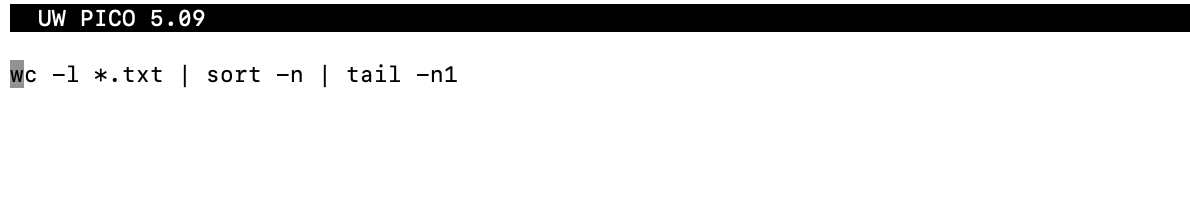 UW PICO 5.09
wc -l *.txt | sort -n | tail -n1